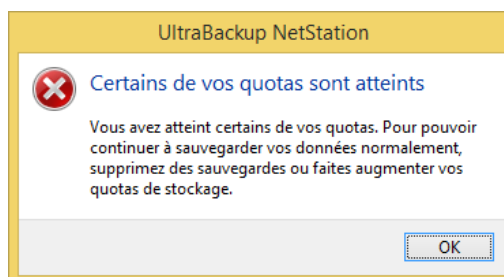 UltraBackup NetStation
Certains de vos quotas sont atteints
Vous avez atteint certains de vos quotas. Pour pouvoir
continuer à sauvegarder vos données normalement,
supprimez des sauvegardes ou faites augmenter vos
quotas de stockage.
OK